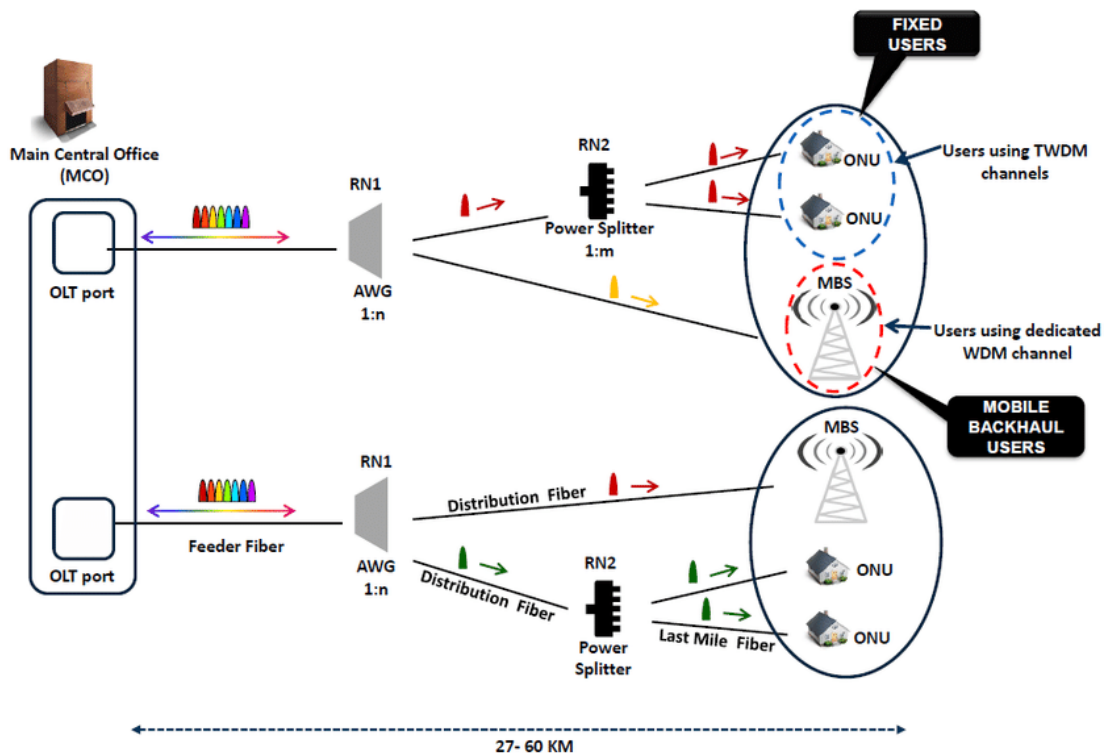 FIXED
USERS
Main Central Office
(MCO)
RN1
RN2
ONU
ONU
Users using TWDM
channels
Power Splitter
1:m
OLT port
AWG
1:n
MBS
Users using dedicated
WDM channel
MOBILE
BACKHAUL
USERS
MBS
RN1
Distribution Fiber
Feeder Fiber
OLT port
AWG
1:n
Distribution Fiber
RN2
ONU
ONU
Power
Splitter
Last Mile Fiber
27- 60 KM